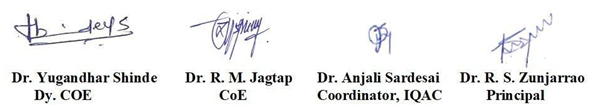 Dr. Yugandhar Shinde Dr. R. M. Jagtap Dr. Anjali Sardesai Dr. R. S. Zunjarrao
Dy. COE CoE Coordinator, IQAC Principal